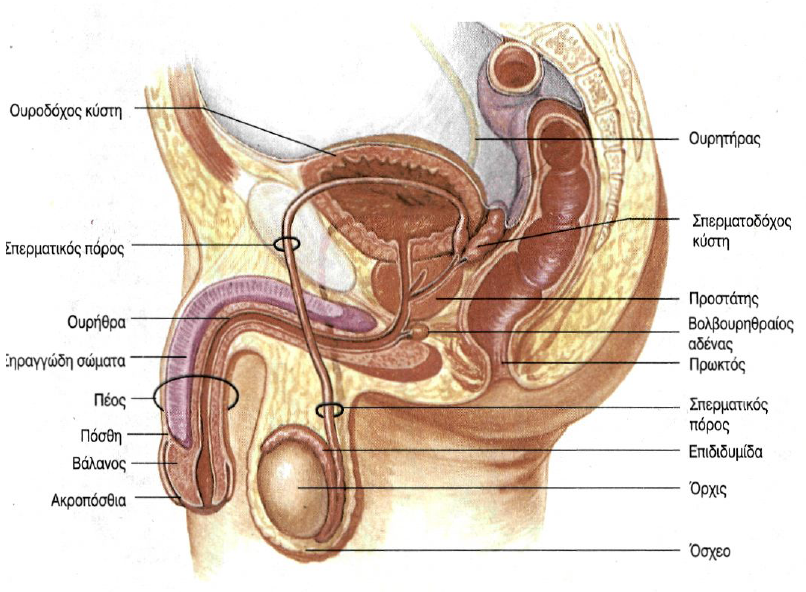 Ουροδόχος κύστη
Σπερματικός πόρος
Ουρήθρα
Σηραγγώδη σώματα
Πέος
Πόσθη
Βάλανος
Ακροπόσθια
Ουρητήρας
Σπερματοδόχος
κύστη
Προστάτης
Βολβουρηθραίος
αδένας
Πρωκτός
Σπερματικός
πόρος
Επιδιδυμίδα
Όρχις
Όσχεο